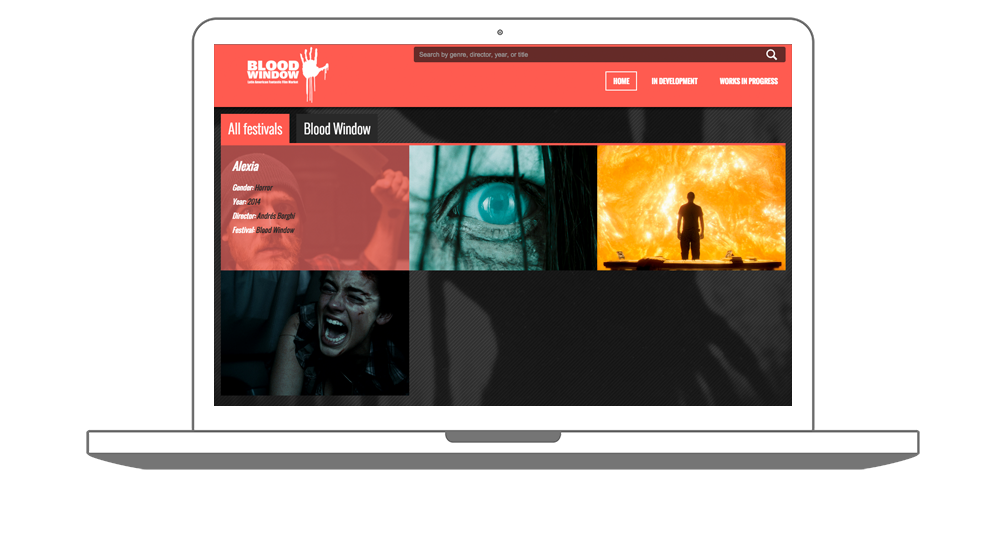 BLOOD
WINDOW
Latin American Fantastic Film Market
Search by genre, director, year, or title
HOME IN DEVELOPMENT WORKS IN PROGRESS
All festivals Blood Window
Alexia
Gender: Horror
Year: 2014
Director: Andrés Borghi
Festival: Blood Window